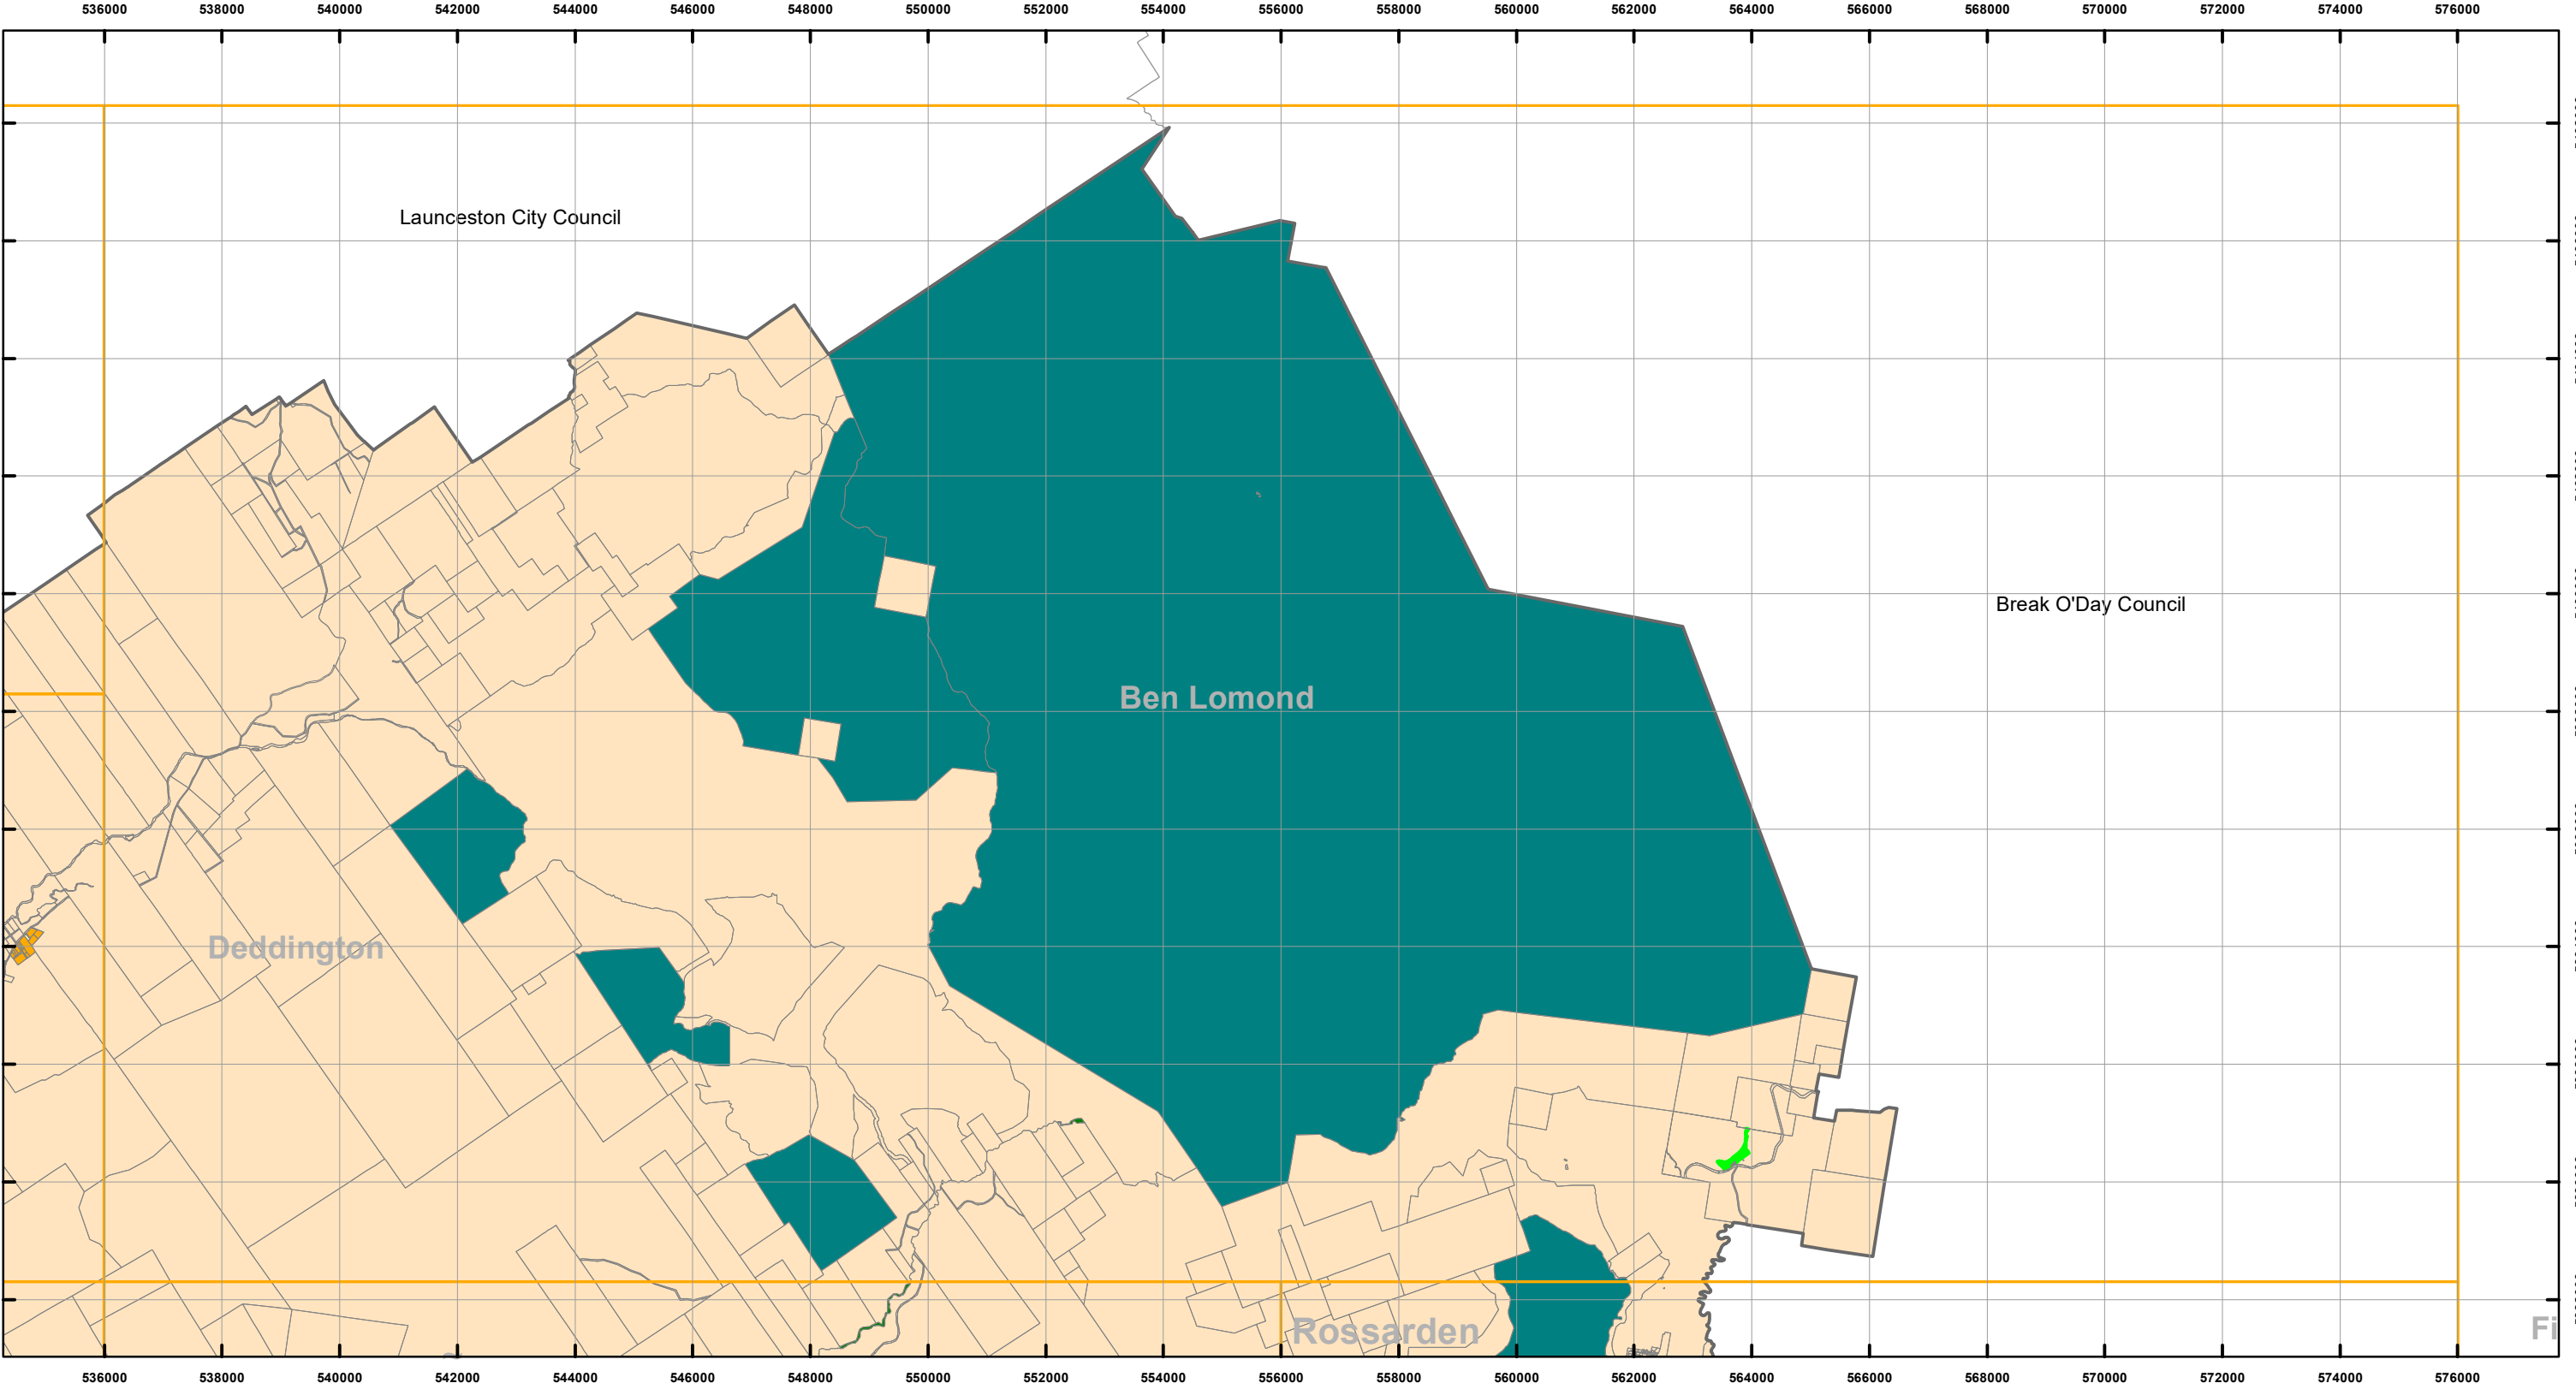 536000 538000 540000 542000 544000 546000 548000 550000 552000 554000 556000 558000 560000 562000 564000 566000 568000 570000 572000 574000 576000
Launceston City Council
Break O'Day Council
Ben Lomond
Deddington
Rossarden
Fi
536000 538000 540000 542000 544000 546000 548000 550000 552000 554000 556000 558000 560000 562000 564000 566000 568000 570000 572000 574000 576000